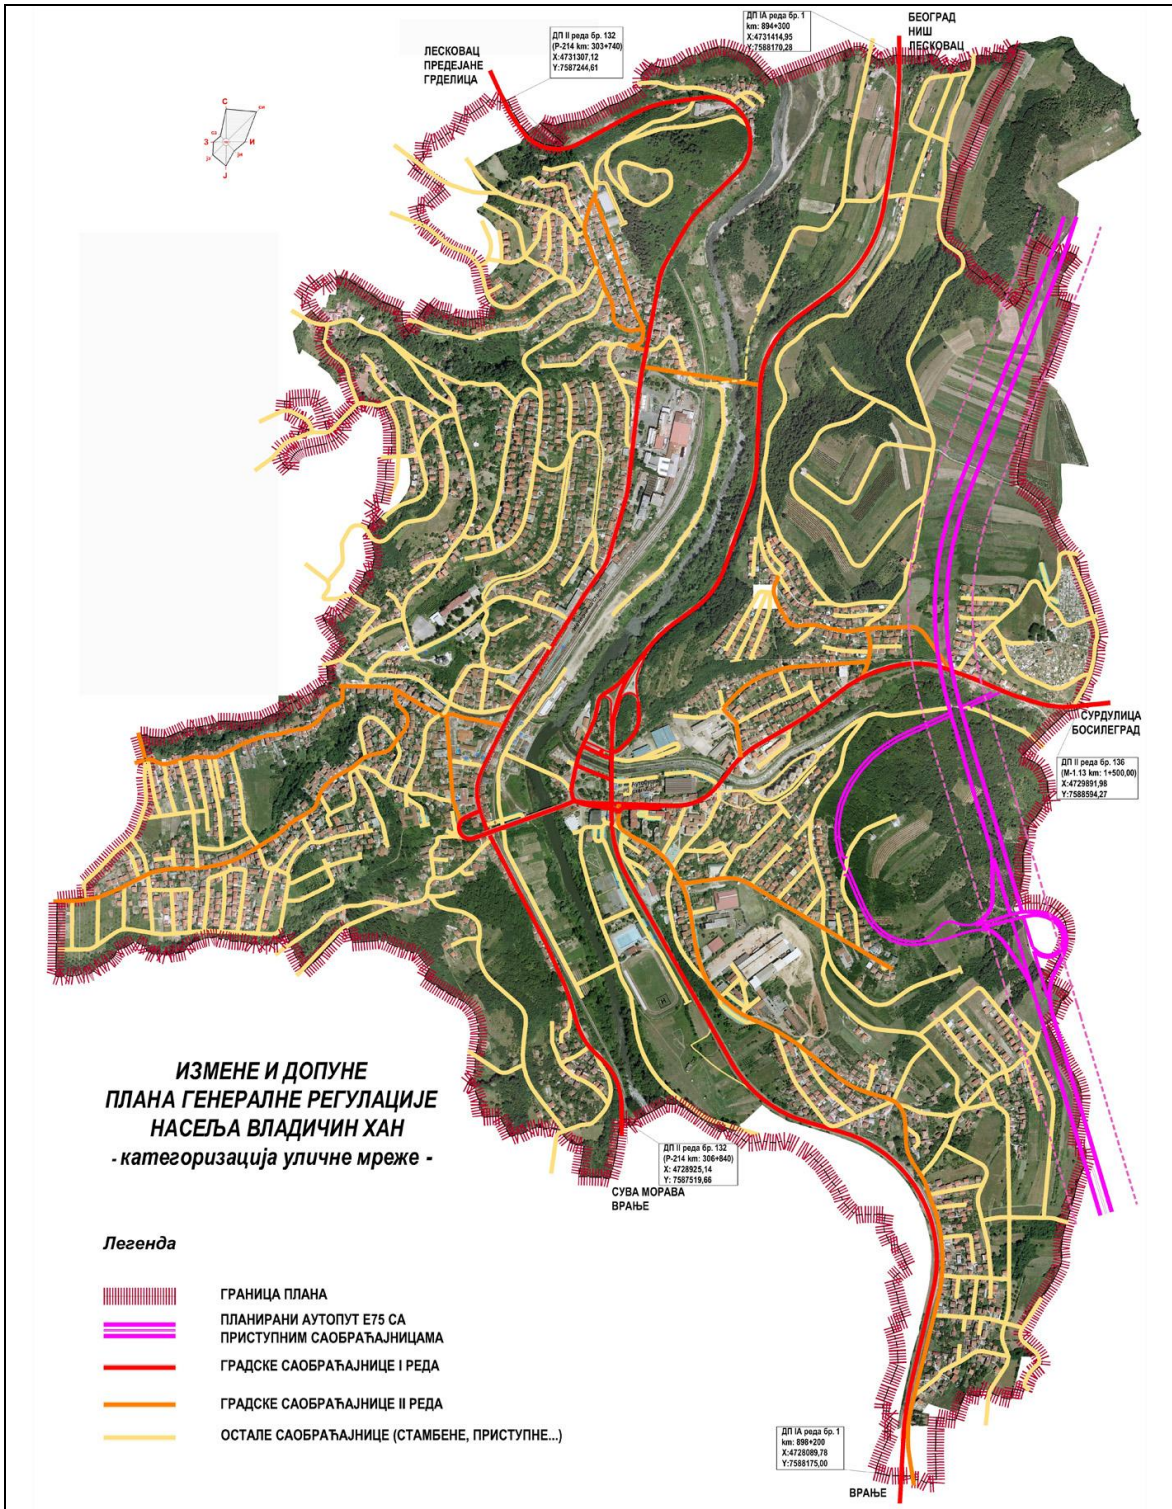 ДП II реда бр. 132
(Р-214 km: 303+740)
X:4731307,12
Y:7587244,61
ЛЕСКОВАЦ
ПРЕДЕЈАНЕ
ГРДЕЛИЦА
ДП IA реда бр. 1
km: 894+300
X:4731414,95
Y:7588170,28
БЕОГРАД
НИШ
ЛЕСКОВАЦ
С
З
И
Ј
СУРДУЛИЦА
БОСИЛЕГРАД
ДП II реда бр. 136
(М-1.13 km: 1+500,00)
X:4729891,98
Y:7588594,27
ИЗМЕНЕ И ДОПУНЕ
ПЛАНА ГЕНЕРАЛНЕ РЕГУЛАЦИЈЕ
НАСЕЉА ВЛАДИЧИН ХАН
- категоризација уличне мреже -
ДП II реда бр. 132
(Р-214 km: 306+840)
X: 4728925,14
Y: 7587519,66
СУВА МОРАВА
ВРАЊЕ
Легенда
ГРАНИЦА ПЛАНА
ПЛАНИРАНИ АУТОПУТ Е75 СА
ПРИСТУПНИМ САОБРАЋАЈНИЦАМА
ГРАДСКЕ САОБРАЋАЈНИЦЕ I РЕДА
ГРАДСКЕ САОБРАЋАЈНИЦЕ II РЕДА
ОСТАЛЕ САОБРАЋАЈНИЦЕ (СТАМБЕНЕ, ПРИСТУПНЕ...)
ДП IA реда бр. 1
km: 898+200
X:4728089,78
Y:7588175,00
ВРАЊЕ